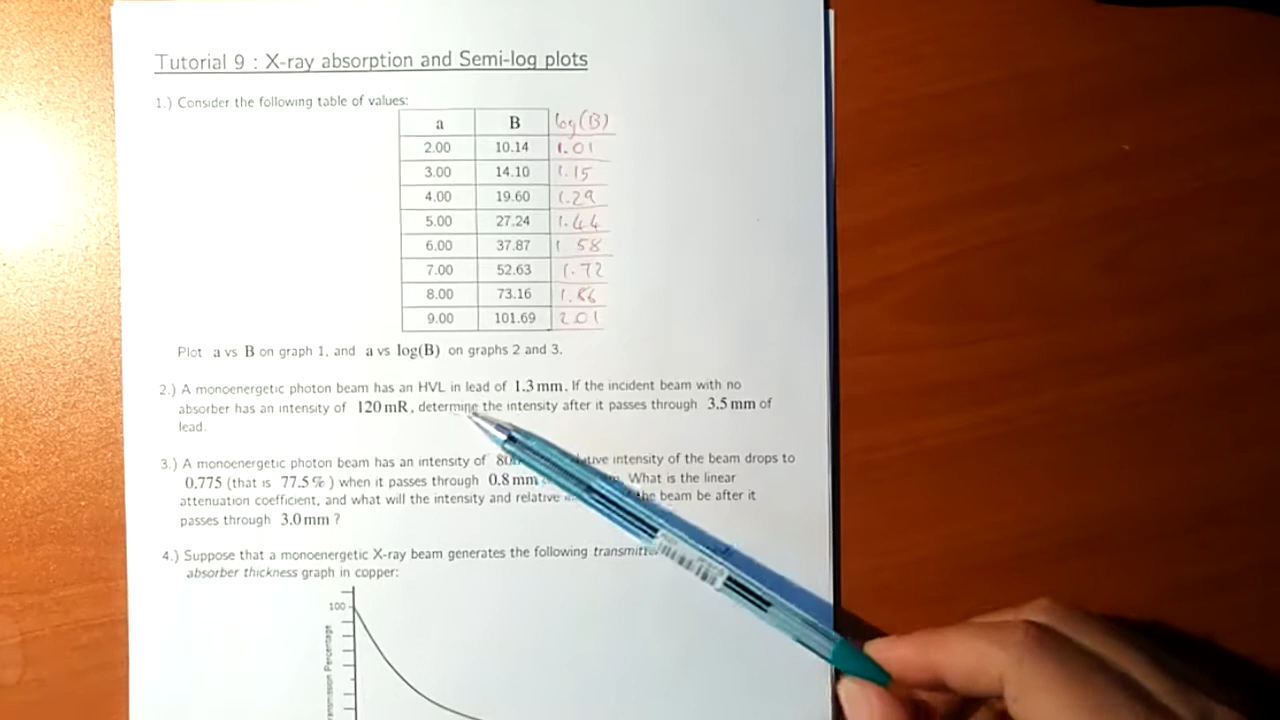 Tutorial 9 : X-ray absorption and Semi-log plots
1.) Consider the following table of values:
a B log(B)
2.00 10.14 1.01
3.00 14.10 1.15
4.00 19.60 1.29
5.00 27.24 1.44
6.00 37.87 1 58
7.00 52.63 1.72
8.00 73.16 1.86
9.00 101.69 2.01
Plot a vs B on graph 1, and a vs log(B) on graphs 2 and 3.
2.) A monoenergetic photon beam has an HVL in lead of 1.3 mm. If the incident beam with no
absorber has an intensity of 120 mR, determine the intensity after it passes through 3.5 mm of
lead.
3.) A monoenergetic photon beam has an intensity of intensity of the beam drops to
0.775 (that is 77.5 %) when it passes through 0.8 mm What is the linear
attenuation coefficient, and what will the intensity and relative beam be after it
passes through 3.0 mm ?
4.) Suppose that a monoenergetic X-ray beam generates the following
absorber thickness graph in copper:
100
Percentage